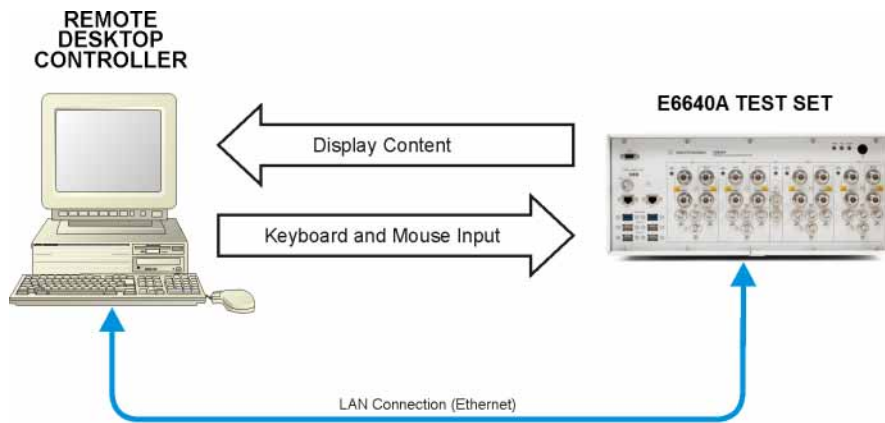 REMOTE
DESKTOP
CONTROLLER
E6640A TEST SET
Display Content
Keyboard and Mouse Input
LAN Connection (Ethernet)